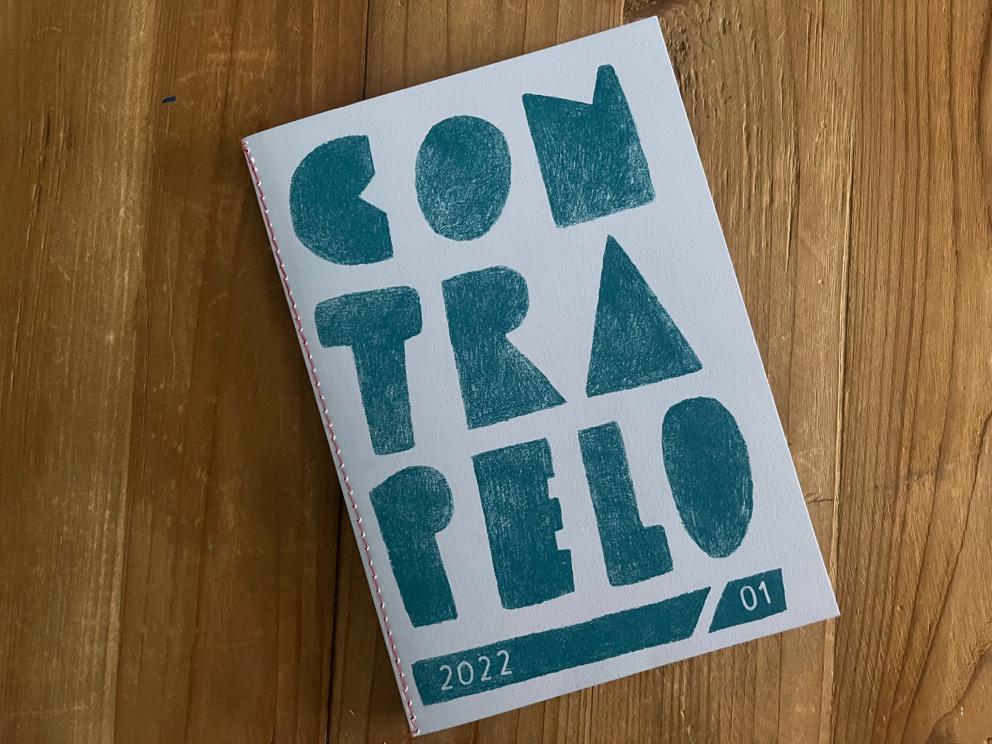 CON
TRA
PELO
2022 / 01